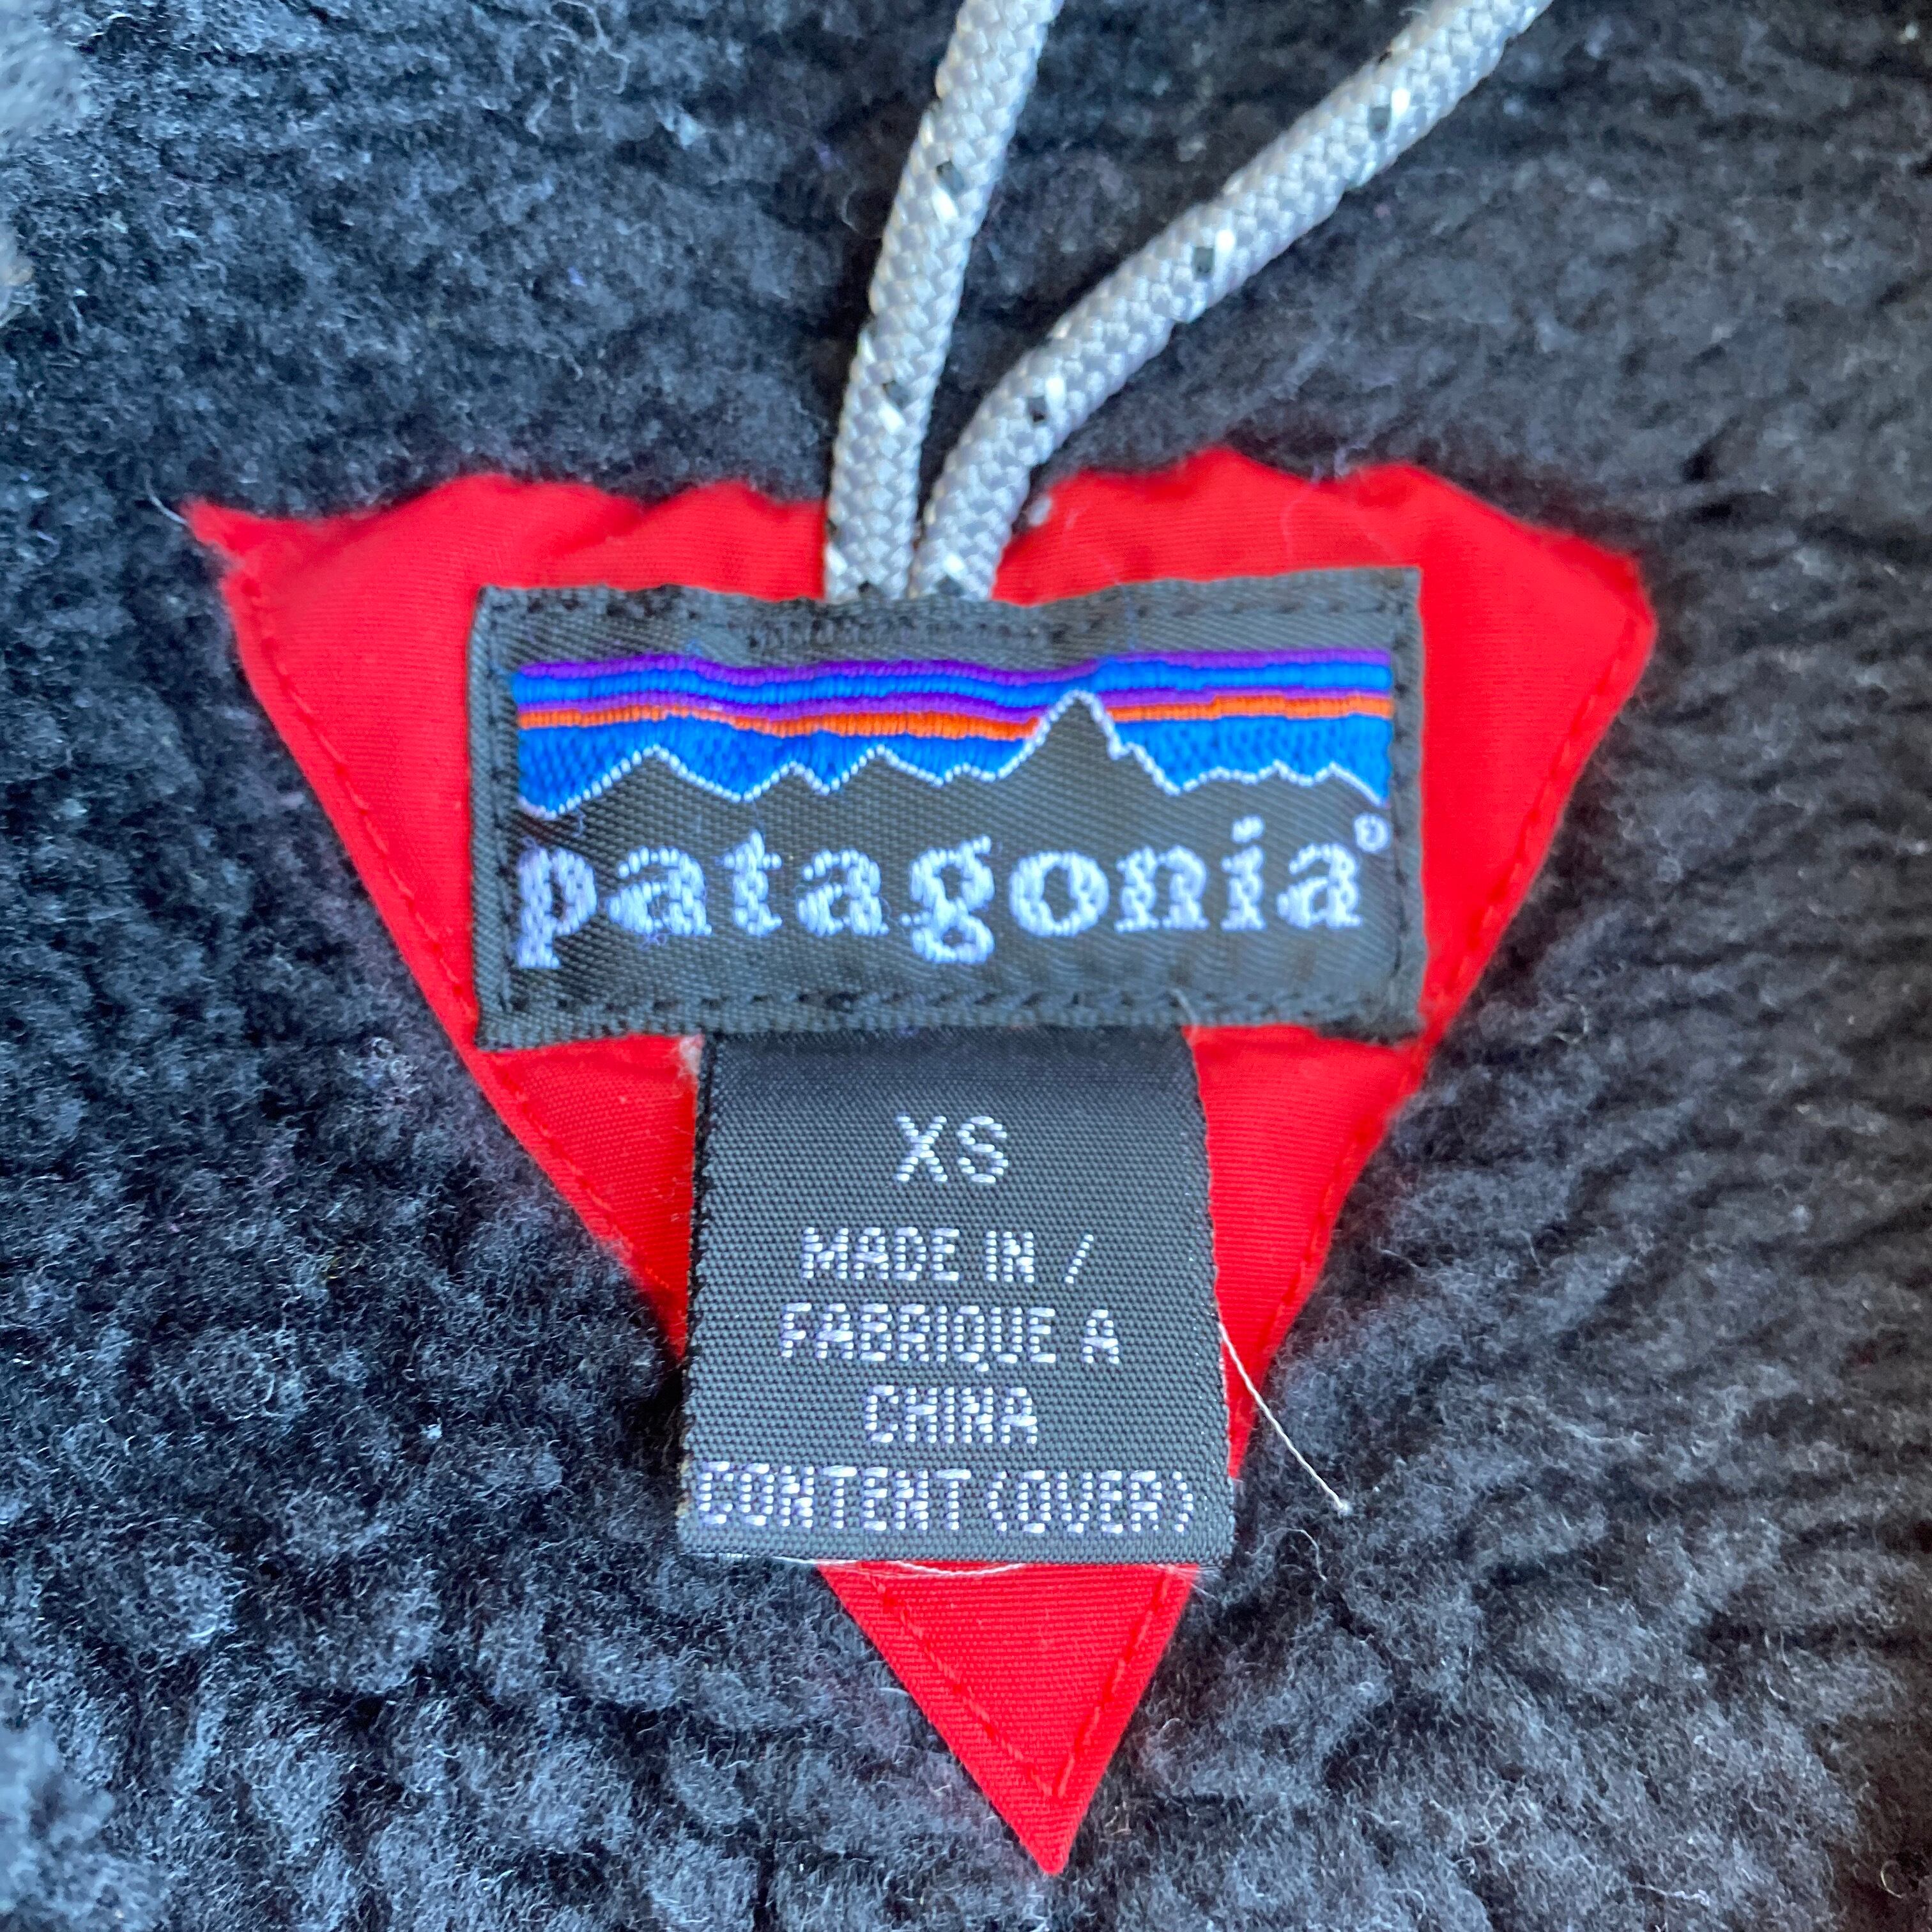 patagonia®
XS
MADE IN /
FABRIQUE A
CHINA
CONTENT (OVER)